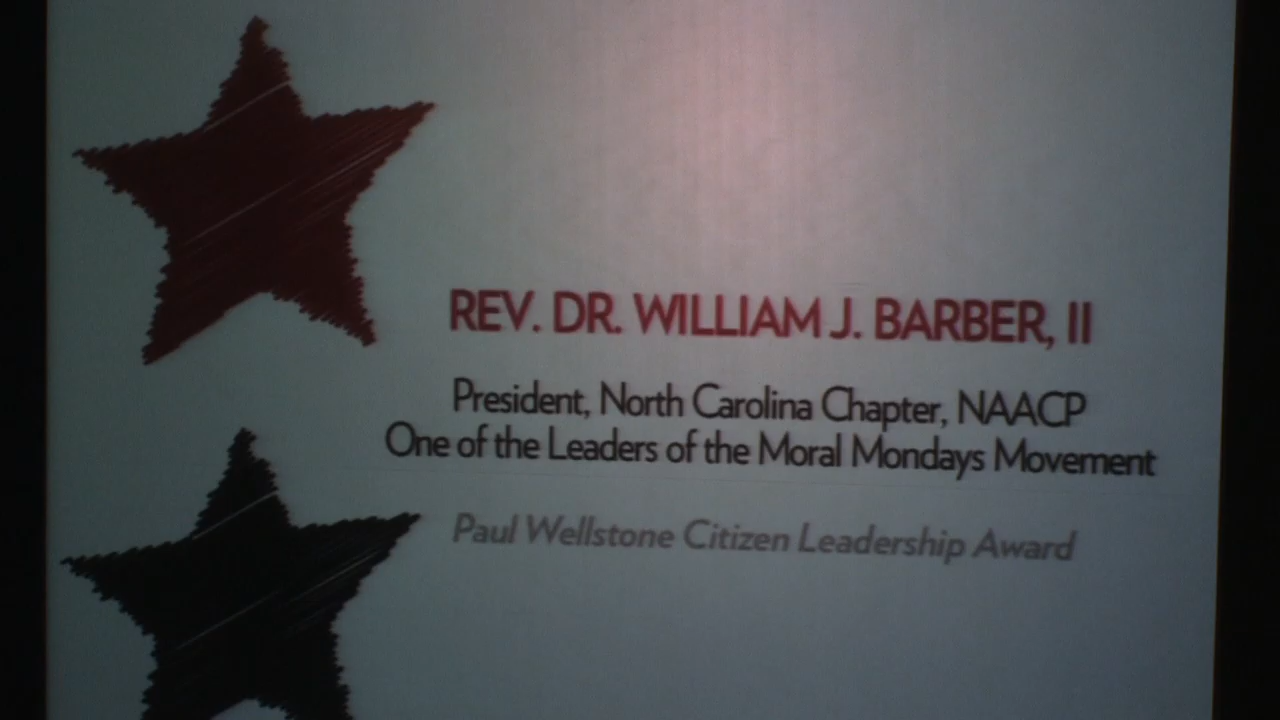 REV. DR. WILLIAM J. BARBER, II
President, North Carolina Chapter, NAACP
One of the Leaders of the Moral Mondays Movement
Paul Wellstone Citizen Leadership Award